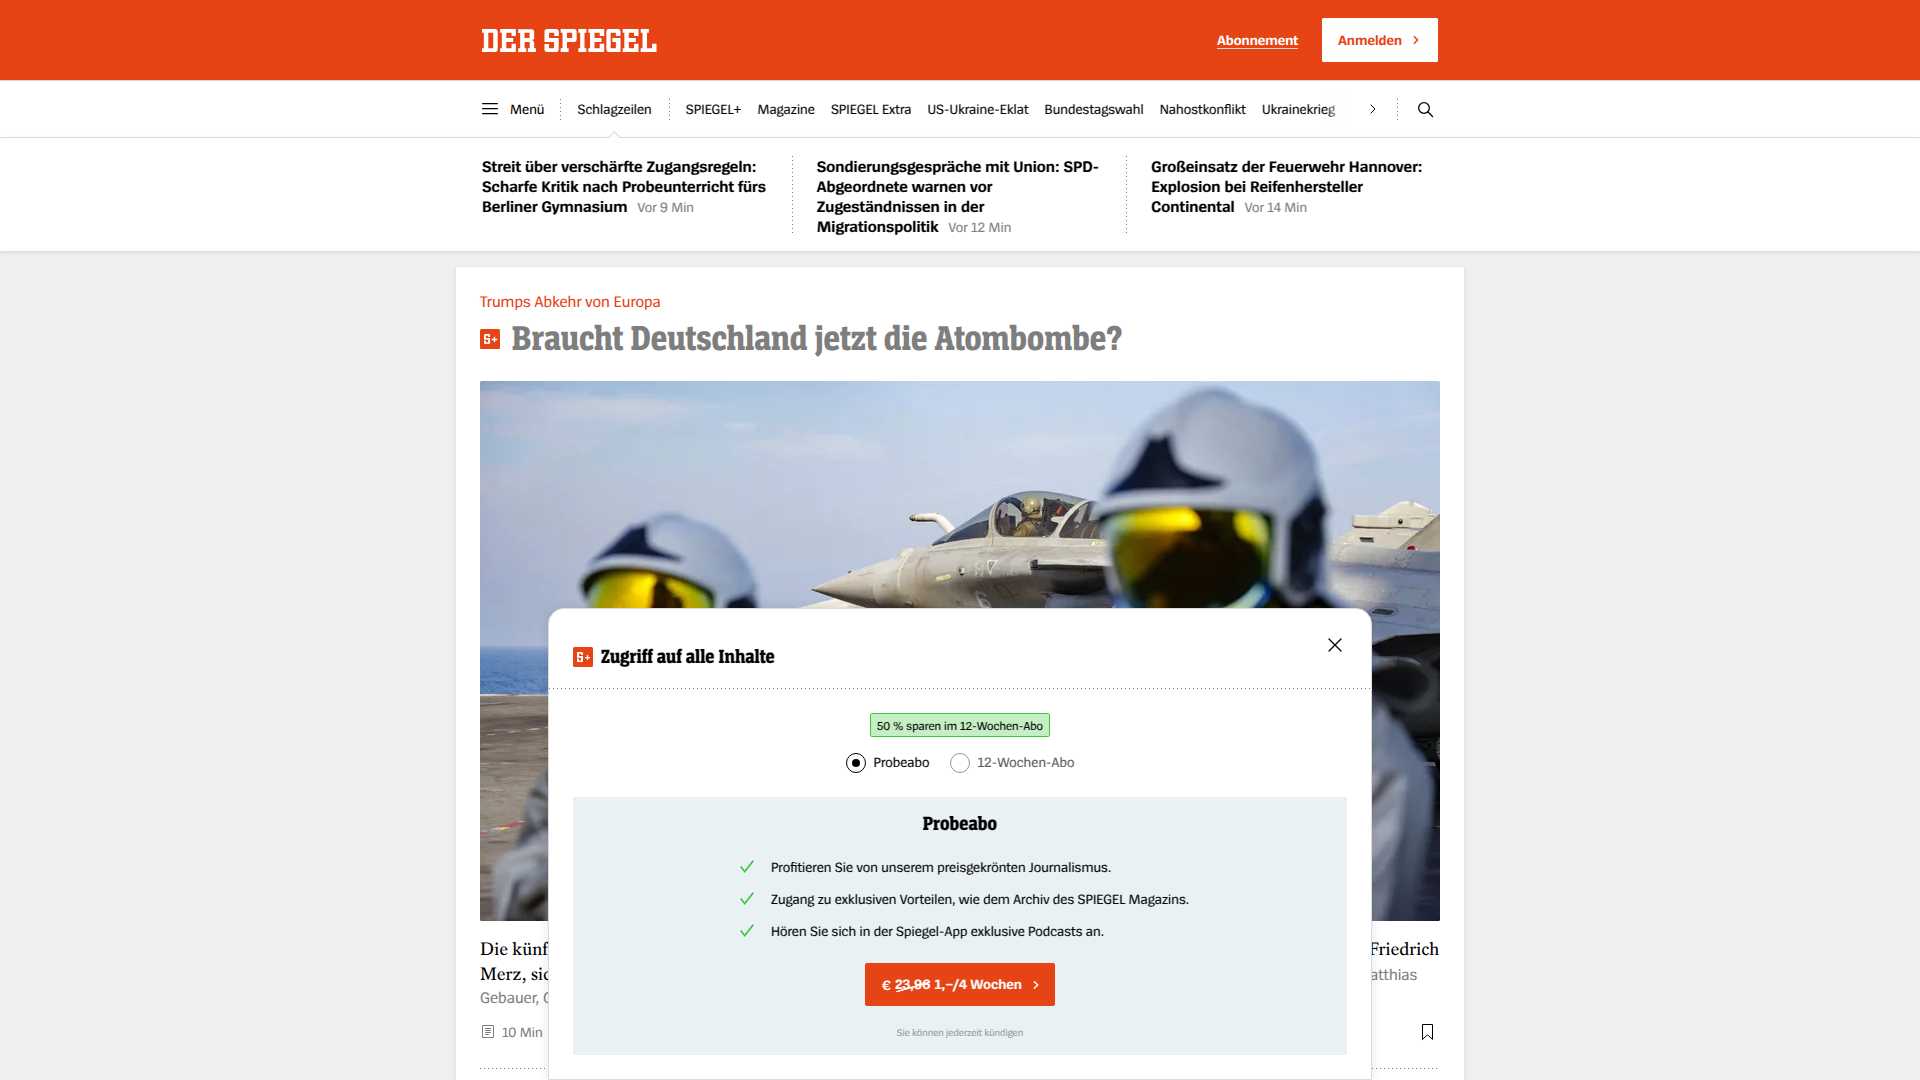 DER SPIEGEL
Abonnement
Anmelden
Menü
Schlagzeilen
SPIEGEL+
Magazine
SPIEGEL Extra
US-Ukraine-Eklat
Bundestagswahl
Nahostkonflikt
Ukrainekrieg
Streit über verschärfte Zugangsregeln:
Scharfe Kritik nach Probeunterricht fürs
Berliner Gymnasium Vor 9 Min
Sondierungsgespräche mit Union: SPD-
Abgeordnete warnen vor
Zugeständnissen in der
Migrationspolitik Vor 12 Min
Großeinsatz der Feuerwehr Hannover:
Explosion bei Reifenhersteller
Continental Vor 14 Min
Trumps Abkehr von Europa
S+ Braucht Deutschland jetzt die Atombombe?
S+ Zugriff auf alle Inhalte
50 % sparen im 12-Wochen-Abo
Probeabo
12-Wochen-Abo
Probeabo
Profitieren Sie von unserem preisgekrönten Journalismus.
Zugang zu exklusiven Vorteilen, wie dem Archiv des SPIEGEL Magazins.
Hören Sie sich in der Spiegel-App exklusive Podcasts an.
€ 23,96 1,–/4 Wochen
Sie können jederzeit kündigen
Die künf
Friedrich
Merz, sic
atthias
Gebauer,
10 Min